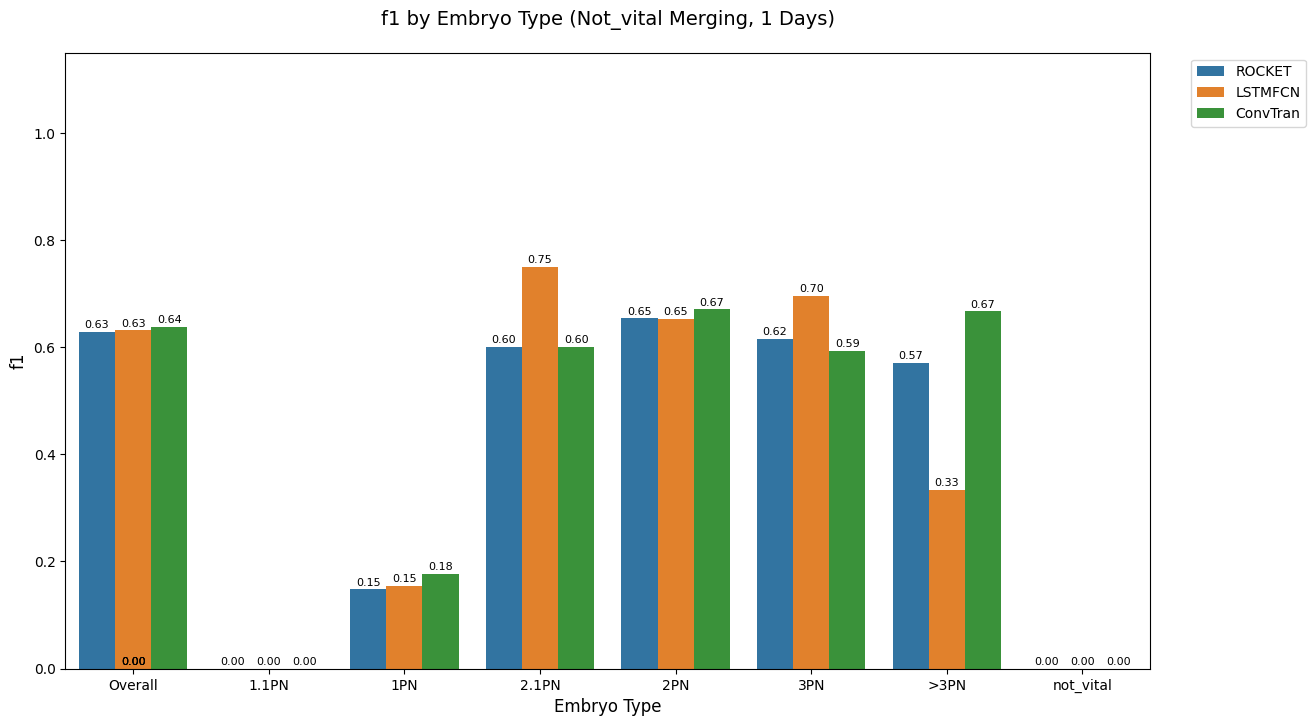 f1 by Embryo Type (Not_vital Merging, 1 Days)
ROCKET
LSTMFCN
ConvTran
f1
1.0
0.8
0.6
0.4
0.2
0.0
0.63 0.63 0.64
0.00
0.00 0.00 0.00
0.15 0.15 0.18
0.60 0.75 0.60
0.65 0.65 0.67
0.62 0.70 0.59
0.57 0.33 0.67
0.00 0.00 0.00
Overall 1.1PN 1PN 2.1PN 2PN 3PN >3PN not_vital
Embryo Type